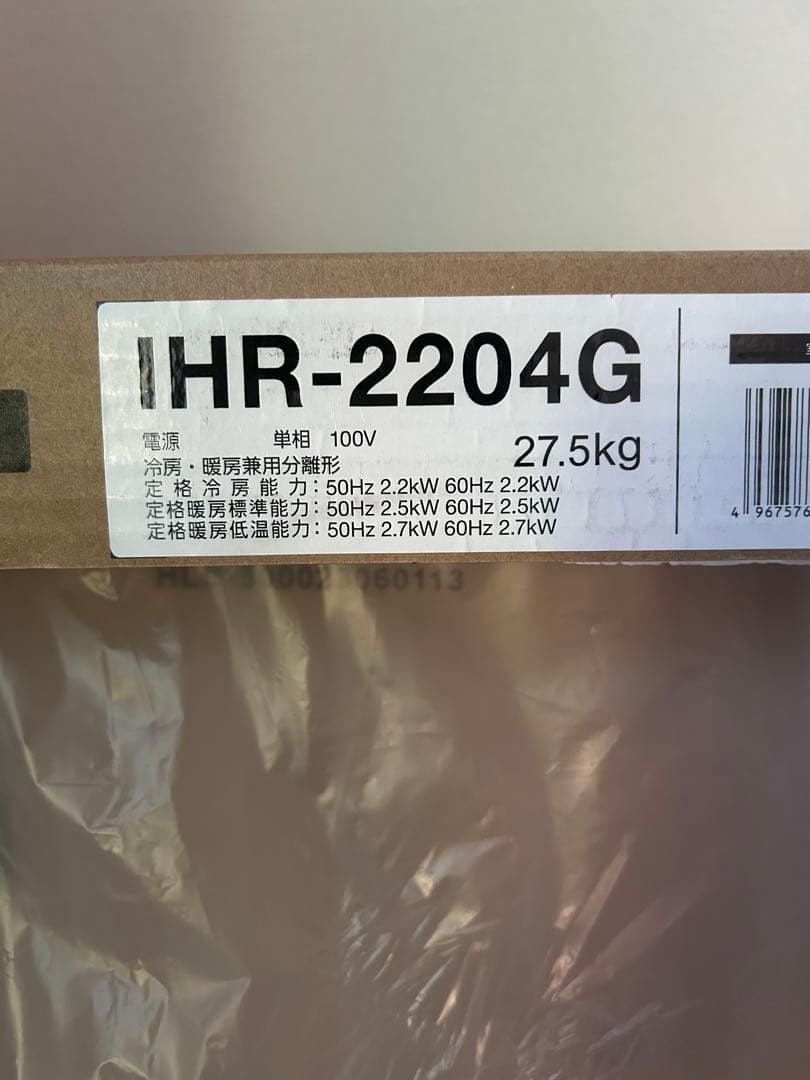 IHR-2204G
電源 単相 100V
27.5kg
冷房・暖房兼用分離形
定格冷房能力：50Hz 2.2kW 60Hz 2.2kW
定格暖房標準能力：50Hz 2.5kW 60Hz 2.5kW
定格暖房低温能力：50Hz 2.7kW 60Hz 2.7kW
4 967576
060113